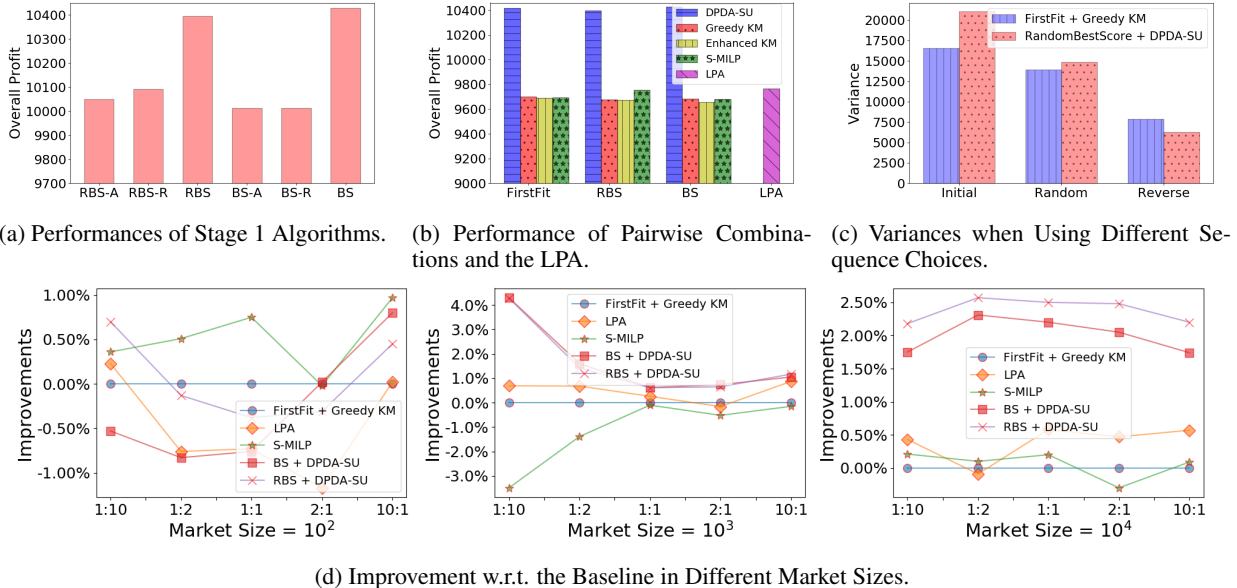 Overall Profit
10400
10300
10200
10100
10000
9900
9800
9700
RBS-A RBS-R RBS BS-A BS-R BS
(a) Performances of Stage 1 Algorithms.
Overall Profit
10400
10200
10000
9800
9600
9400
9200
9000
DPDA-SU
Greedy KM
Enhanced KM
S-MILP
LPA
FirstFit RBS BS LPA
(b) Performance of Pairwise Combina-
tions and the LPA.
Variance
20000
17500
15000
12500
10000
7500
5000
2500
0
FirstFit + Greedy KM
RandomBestScore + DPDA-SU
Initial Random Reverse
(c) Variances when Using Different Se-
quence Choices.
Improvements
1.00%
0.50%
0.00%
-0.50%
-1.00%
FirstFit + Greedy KM
LPA
S-MILP
BS + DPDA-SU
RBS + DPDA-SU
1:10 1:2 1:1 2:1 10:1
Market Size = 10²
Improvements
4.0%
3.0%
2.0%
1.0%
0.0%
-1.0%
-2.0%
-3.0%
FirstFit + Greedy KM
LPA
S-MILP
BS + DPDA-SU
RBS + DPDA-SU
1:10 1:2 1:1 2:1 10:1
Market Size = 10³
Improvements
2.50%
2.00%
1.50%
1.00%
0.50%
0.00%
FirstFit + Greedy KM
LPA
S-MILP
BS + DPDA-SU
RBS + DPDA-SU
1:10 1:2 1:1 2:1 10:1
Market Size = 10⁴
(d) Improvement w.r.t. the Baseline in Different Market Sizes.